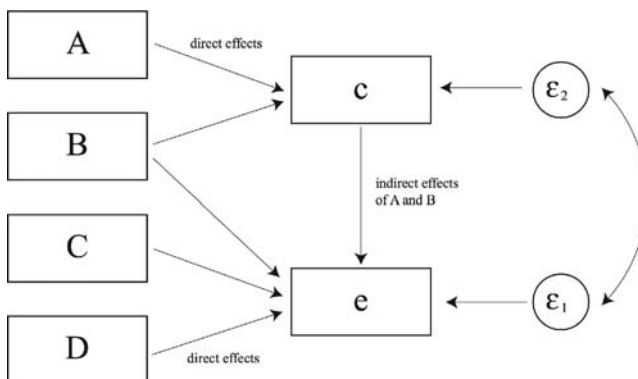 A
direct effects
c
ε2
B
indirect effects
of A and B
C
e
ε1
D
direct effects